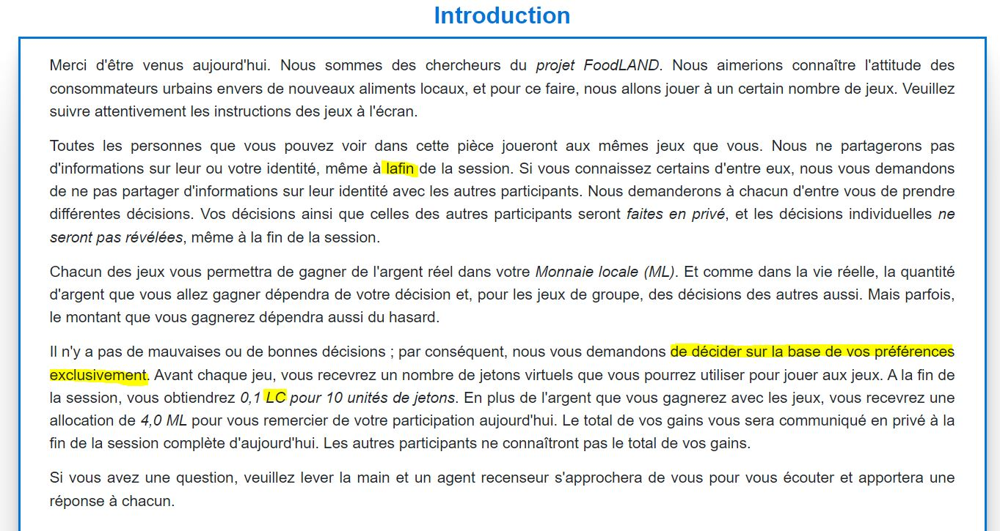 Introduction
Merci d'être venus aujourd'hui. Nous sommes des chercheurs du projet FoodLAND. Nous aimerions connaître l'attitude des
consommateurs urbains envers de nouveaux aliments locaux, et pour ce faire, nous allons jouer à un certain nombre de jeux. Veuillez
suivre attentivement les instructions des jeux à l'écran.
Toutes les personnes que vous pouvez voir dans cette pièce joueront aux mêmes jeux que vous. Nous ne partagerons pas
d'informations sur leur ou votre identité, même à lafin de la session. Si vous connaissez certains d'entre eux, nous vous demandons
de ne pas partager d'informations sur leur identité avec les autres participants. Nous demanderons à chacun d'entre vous de prendre
différentes décisions. Vos décisions ainsi que celles des autres participants seront faites en privé, et les décisions individuelles ne
seront pas révélées, même à la fin de la session.
Chacun des jeux vous permettra de gagner de l'argent réel dans votre Monnaie locale (ML). Et comme dans la vie réelle, la quantité
d'argent que vous allez gagner dépendra de votre décision et, pour les jeux de groupe, des décisions des autres aussi. Mais parfois,
le montant que vous gagnerez dépendra aussi du hasard.
Il n'y a pas de mauvaises ou de bonnes décisions ; par conséquent, nous vous demandons de décider sur la base de vos préférences
exclusivement. Avant chaque jeu, vous recevrez un nombre de jetons virtuels que vous pourrez utiliser pour jouer aux jeux. A la fin de
la session, vous obtiendrez 0,1 LC pour 10 unités de jetons. En plus de l'argent que vous gagnerez avec les jeux, vous recevrez une
allocation de 4,0 ML pour vous remercier de votre participation aujourd'hui. Le total de vos gains vous sera communiqué en privé à la
fin de la session complète d'aujourd'hui. Les autres participants ne connaîtront pas le total de vos gains.
Si vous avez une question, veuillez lever la main et un agent recenseur s'approchera de vous pour vous écouter et apportera une
réponse à chacun.